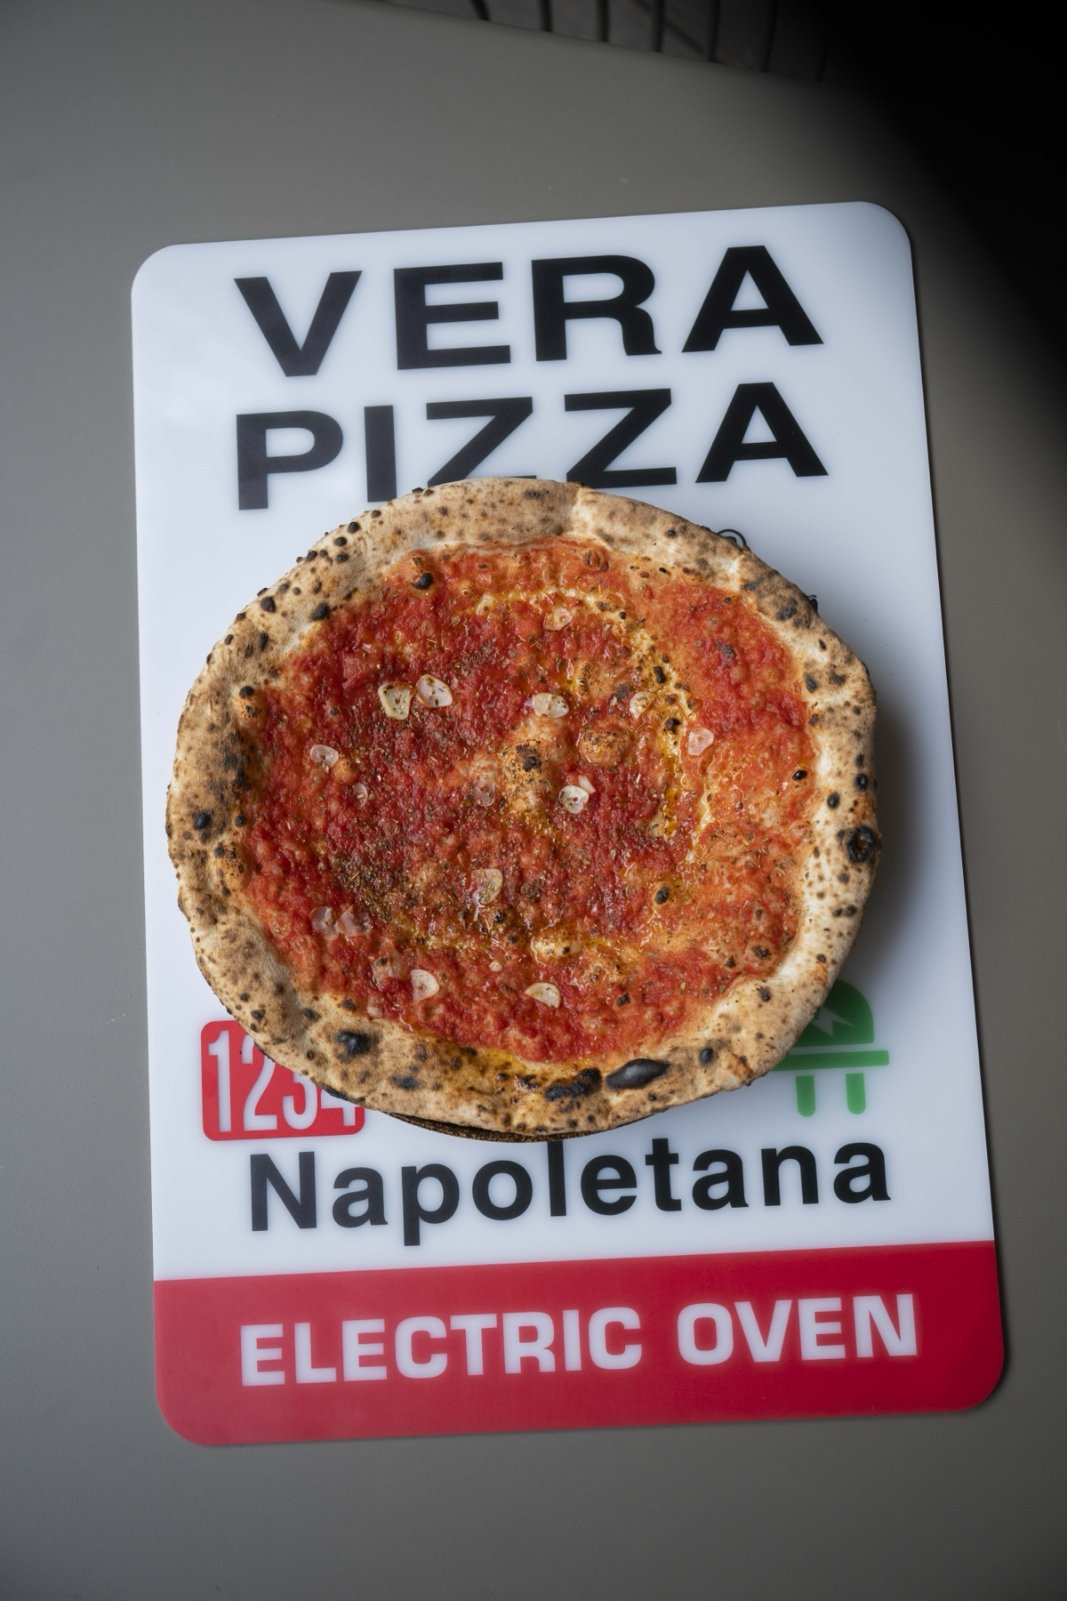 VERA
PIZZA
®
1234
Napoletana
ELECTRIC OVEN